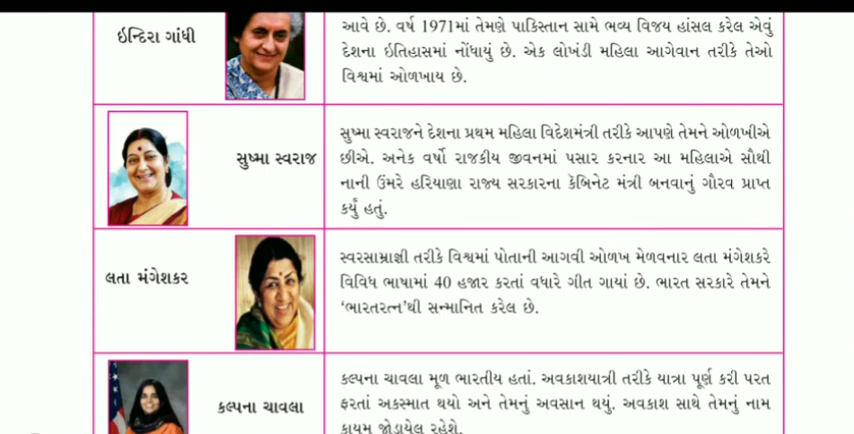 ઇન્દિરા ગાંધી
આવે છે. વર્ષ 1971માં તેમણે પાકિસ્તાન સામે ભવ્ય વિજય હાંસલ કરેલ એવું
દેશના ઇતિહાસમાં નોંધાયું છે. એક લોખંડી મહિલા આગેવાન તરીકે તેઓ
વિશ્વમાં ઓળખાય છે.
સુષ્મા સ્વરાજ
સુષ્મા સ્વરાજને દેશના પ્રથમ મહિલા વિદેશમંત્રી તરીકે આપણે તેમને ઓળખીએ
છીએ. અનેક વર્ષો રાજકીય જીવનમાં પસાર કરનાર આ મહિલાએ સૌથી
નાની ઉંમરે હરિયાણા રાજ્ય સરકારના કૅબિનેટ મંત્રી બનવાનું ગૌરવ પ્રાપ્ત
કર્યું હતું.
લતા મંગેશકર
સ્વરસામ્રાજ્ઞી તરીકે વિશ્વમાં પોતાની આગવી ઓળખ મેળવનાર લતા મંગેશકરે
વિવિધ ભાષામાં 40 હજાર કરતાં વધારે ગીત ગાયાં છે. ભારત સરકારે તેમને
‘ભારતરત્ન’થી સન્માનિત કરેલ છે.
કલ્પના ચાવલા
કલ્પના ચાવલા મૂળ ભારતીય હતાં. અવકાશયાત્રી તરીકે યાત્રા પૂર્ણ કરી પરત
ફરતાં અકસ્માત થયો અને તેમનું અવસાન થયું. અવકાશ સાથે તેમનું નામ
કાયમ જોડાયેલ રહેશે.